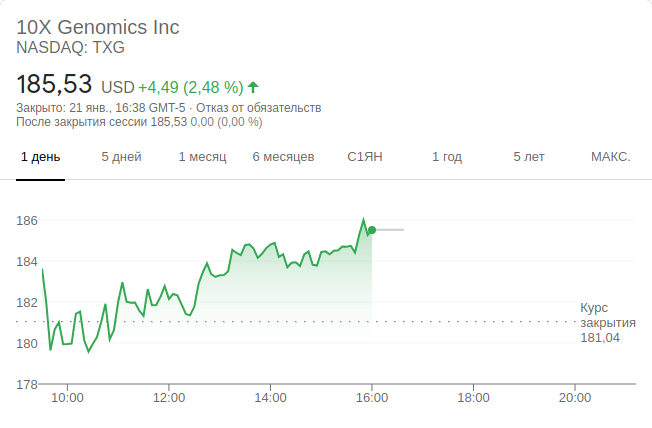 10X Genomics Inc
NASDAQ: TXG
185,53 USD +4,49 (2,48 %)
Закрыто: 21 янв., 16:38 GMT-5 · Отказ от обязательств
После закрытия сессии 185,53 0,00 (0,00 %)
1 день 5 дней 1 месяц 6 месяцев С1ЯН 1 год 5 лет МАКС.
186
184
182
180
178
Курс
закрытия
181,04
10:00 12:00 14:00 16:00 18:00 20:00